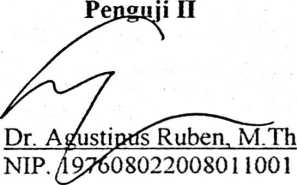 Penguji II
Dr. Agustinus Ruben, M.Th
NIP. 197608022008011001